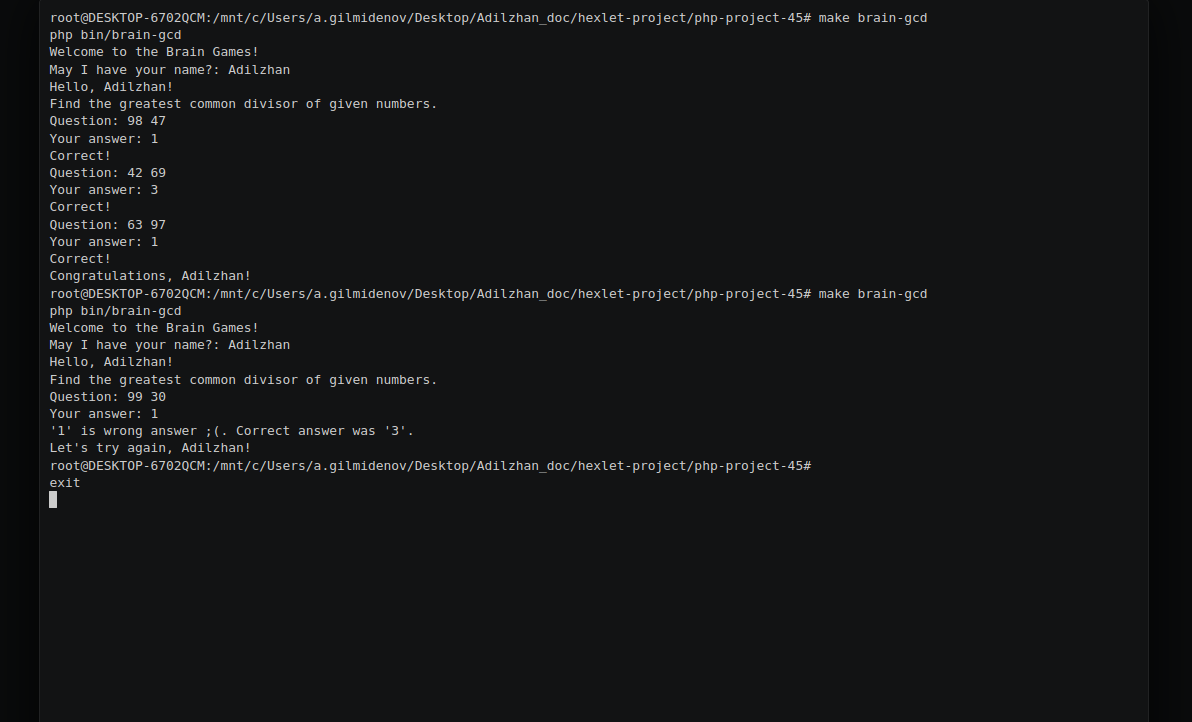 root@DESKTOP-6702QCM:/mnt/c/Users/a.gilmidenov/Desktop/Adilzhan_doc/hexlet-project/php-project-45# make brain-gcd
php bin/brain-gcd
Welcome to the Brain Games!
May I have your name?: Adilzhan
Hello, Adilzhan!
Find the greatest common divisor of given numbers.
Question: 98 47
Your answer: 1
Correct!
Question: 42 69
Your answer: 3
Correct!
Question: 63 97
Your answer: 1
Correct!
Congratulations, Adilzhan!
root@DESKTOP-6702QCM:/mnt/c/Users/a.gilmidenov/Desktop/Adilzhan_doc/hexlet-project/php-project-45# make brain-gcd
php bin/brain-gcd
Welcome to the Brain Games!
May I have your name?: Adilzhan
Hello, Adilzhan!
Find the greatest common divisor of given numbers.
Question: 99 30
Your answer: 1
'1' is wrong answer ;(. Correct answer was '3'.
Let's try again, Adilzhan!
root@DESKTOP-6702QCM:/mnt/c/Users/a.gilmidenov/Desktop/Adilzhan_doc/hexlet-project/php-project-45#
exit